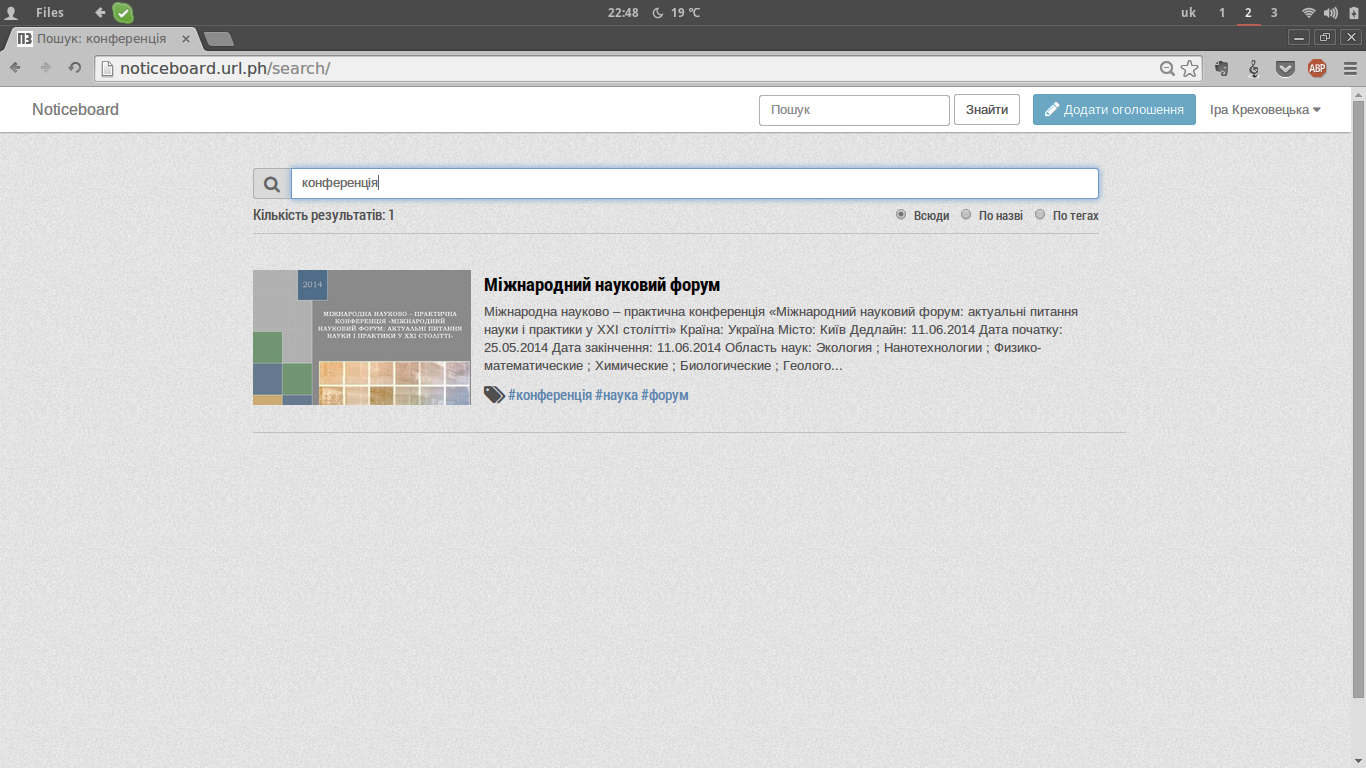 Files
22:48 19 ℃
uk 1 2 3
Пошук: конференція
noticeboard.url.ph/search/
ABP
Noticeboard
Пошук Знайти Додати оголошення Іра Креховецька
конференція
Кількість результатів: 1
Всюди По назві По тегах
2014
МІЖНАРОДНА НАУКОВО – ПРАКТИЧНА
КОНФЕРЕНЦІЯ «МІЖНАРОДНИЙ
НАУКОВИЙ ФОРУМ: АКТУАЛЬНІ ПИТАННЯ
НАУКИ І ПРАКТИКИ У ХХІ СТОЛІТТІ»
Міжнародний науковий форум
Міжнародна науково – практична конференція «Міжнародний науковий форум: актуальні питання
науки і практики у ХХІ столітті» Країна: Україна Місто: Київ Дедлайн: 11.06.2014 Дата початку:
25.05.2014 Дата закінчення: 11.06.2014 Область наук: Экология ; Нанотехнологии ; Физико-
математические ; Химические ; Биологические ; Геолого...
#конференція #наука #форум